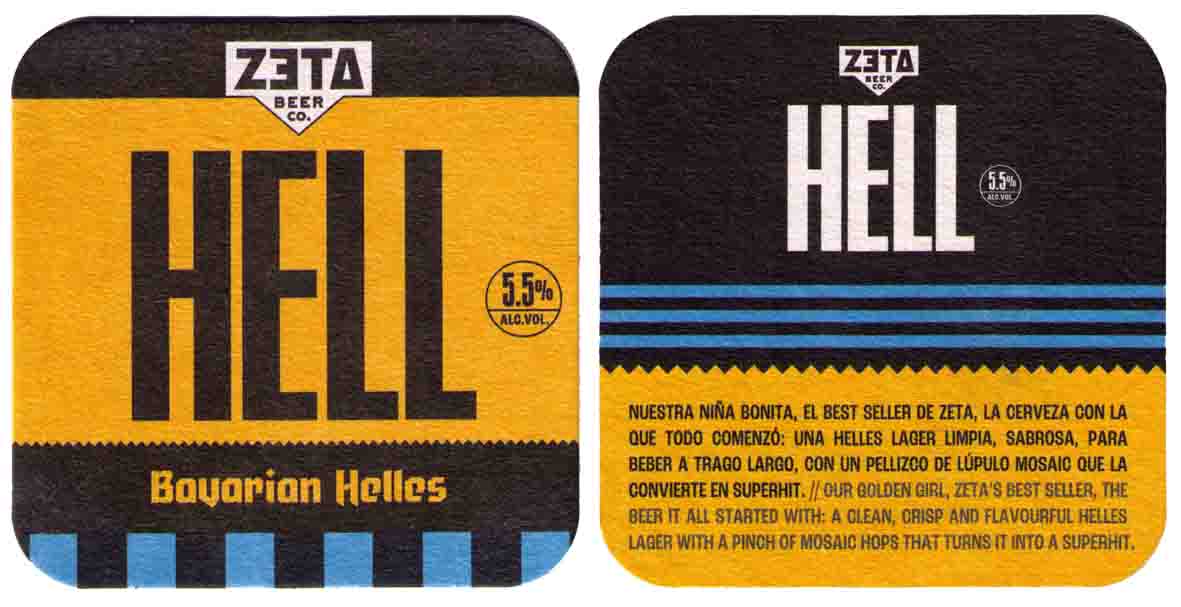 ZETA
BEER
CO.
HELL
5.5%
ALC.VOL.
Bavarian Helles
ZETA
BEER
CO.
HELL
5.5%
ALC.VOL.
NUESTRA NIÑA BONITA, EL BEST SELLER DE ZETA, LA CERVEZA CON LA
QUE TODO COMENZÓ: UNA HELLES LAGER LIMPIA, SABROSA, PARA
BEBER A TRAGO LARGO, CON UN PELLIZCO DE LÚPULO MOSAIC QUE LA
CONVIERTE EN SUPERHIT. // OUR GOLDEN GIRL, ZETA'S BEST SELLER, THE
BEER IT ALL STARTED WITH: A CLEAN, CRISP AND FLAVOURFUL HELLES
LAGER WITH A PINCH OF MOSAIC HOPS THAT TURNS IT INTO A SUPERHIT.